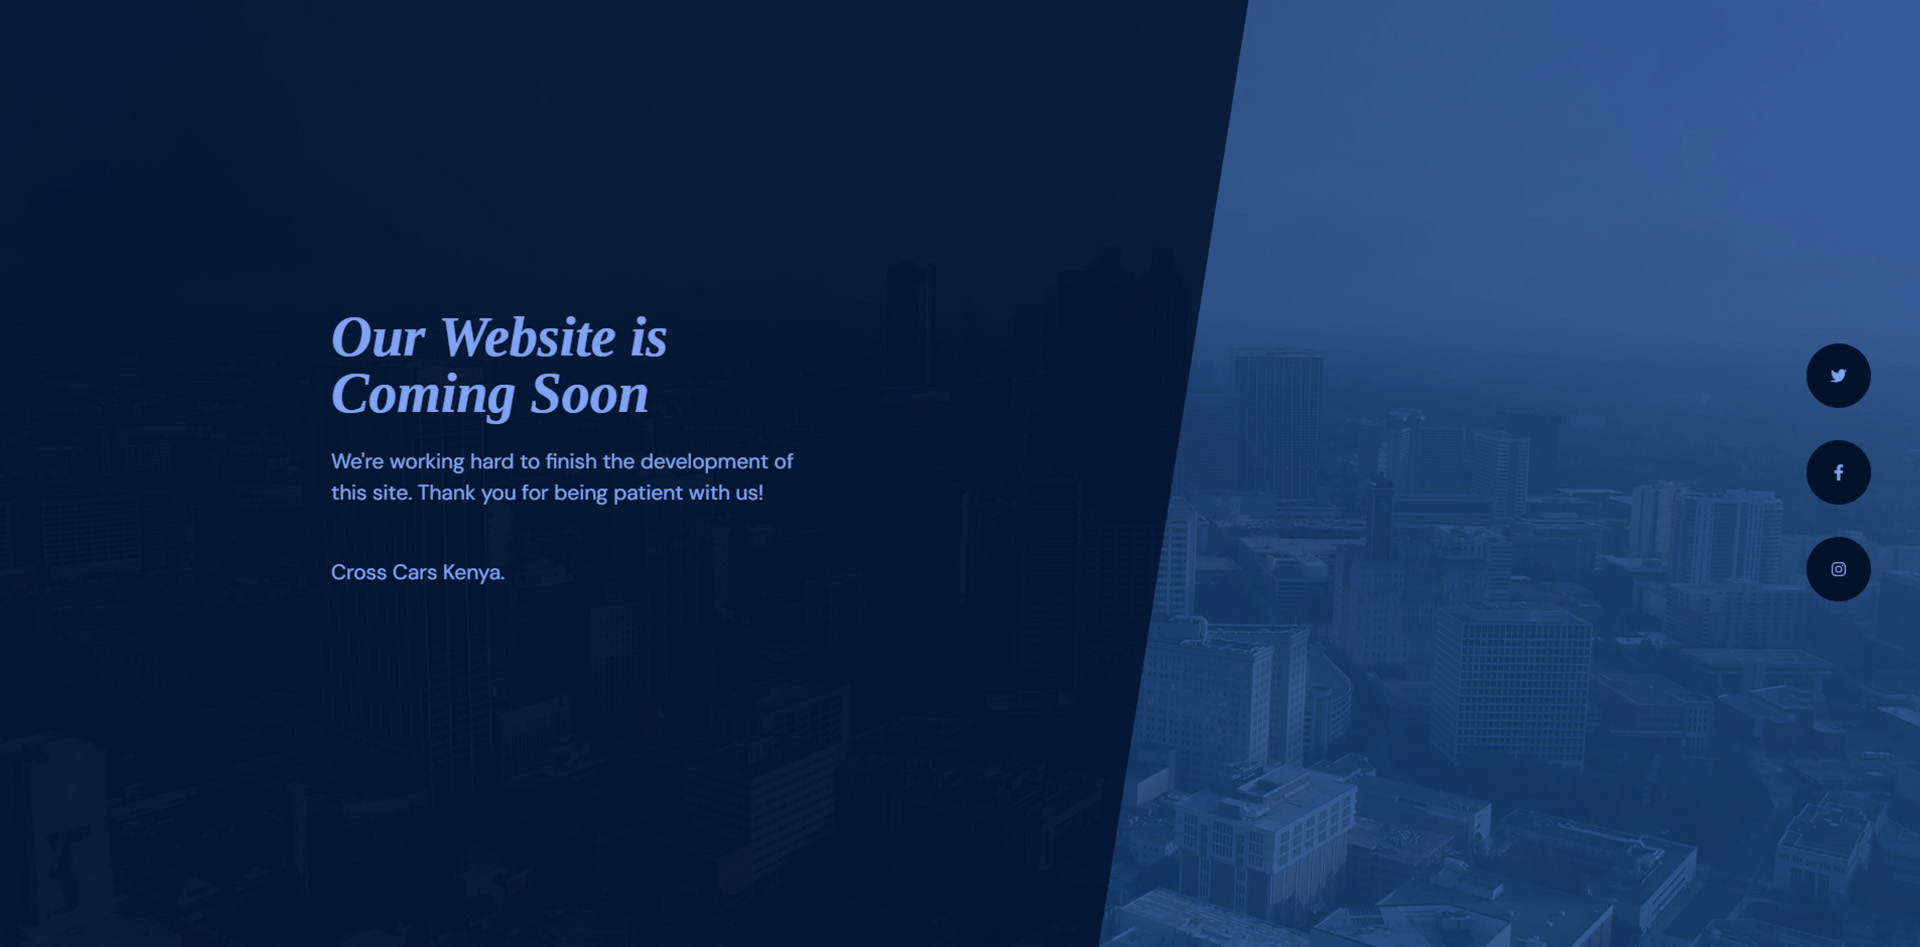 Our Website is
Coming Soon
We're working hard to finish the development of
this site. Thank you for being patient with us!
Cross Cars Kenya.